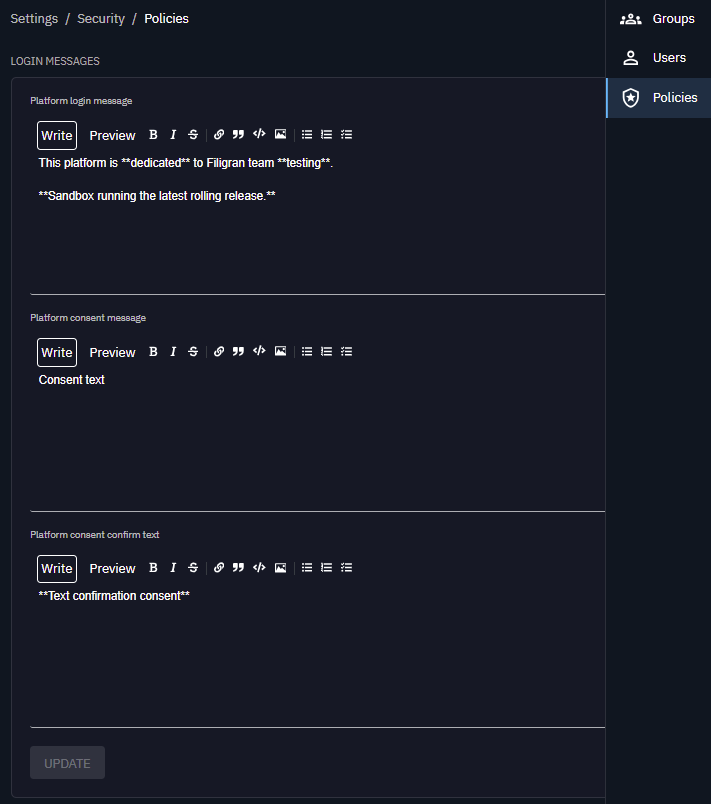 Settings / Security / Policies
Groups
Users
Policies
LOGIN MESSAGES
Platform login message
Write Preview B I S
This platform is **dedicated** to Filigran team **testing**.
**Sandbox running the latest rolling release.**
Platform consent message
Write Preview B I S
Consent text
Platform consent confirm text
Write Preview B I S
**Text confirmation consent**
UPDATE